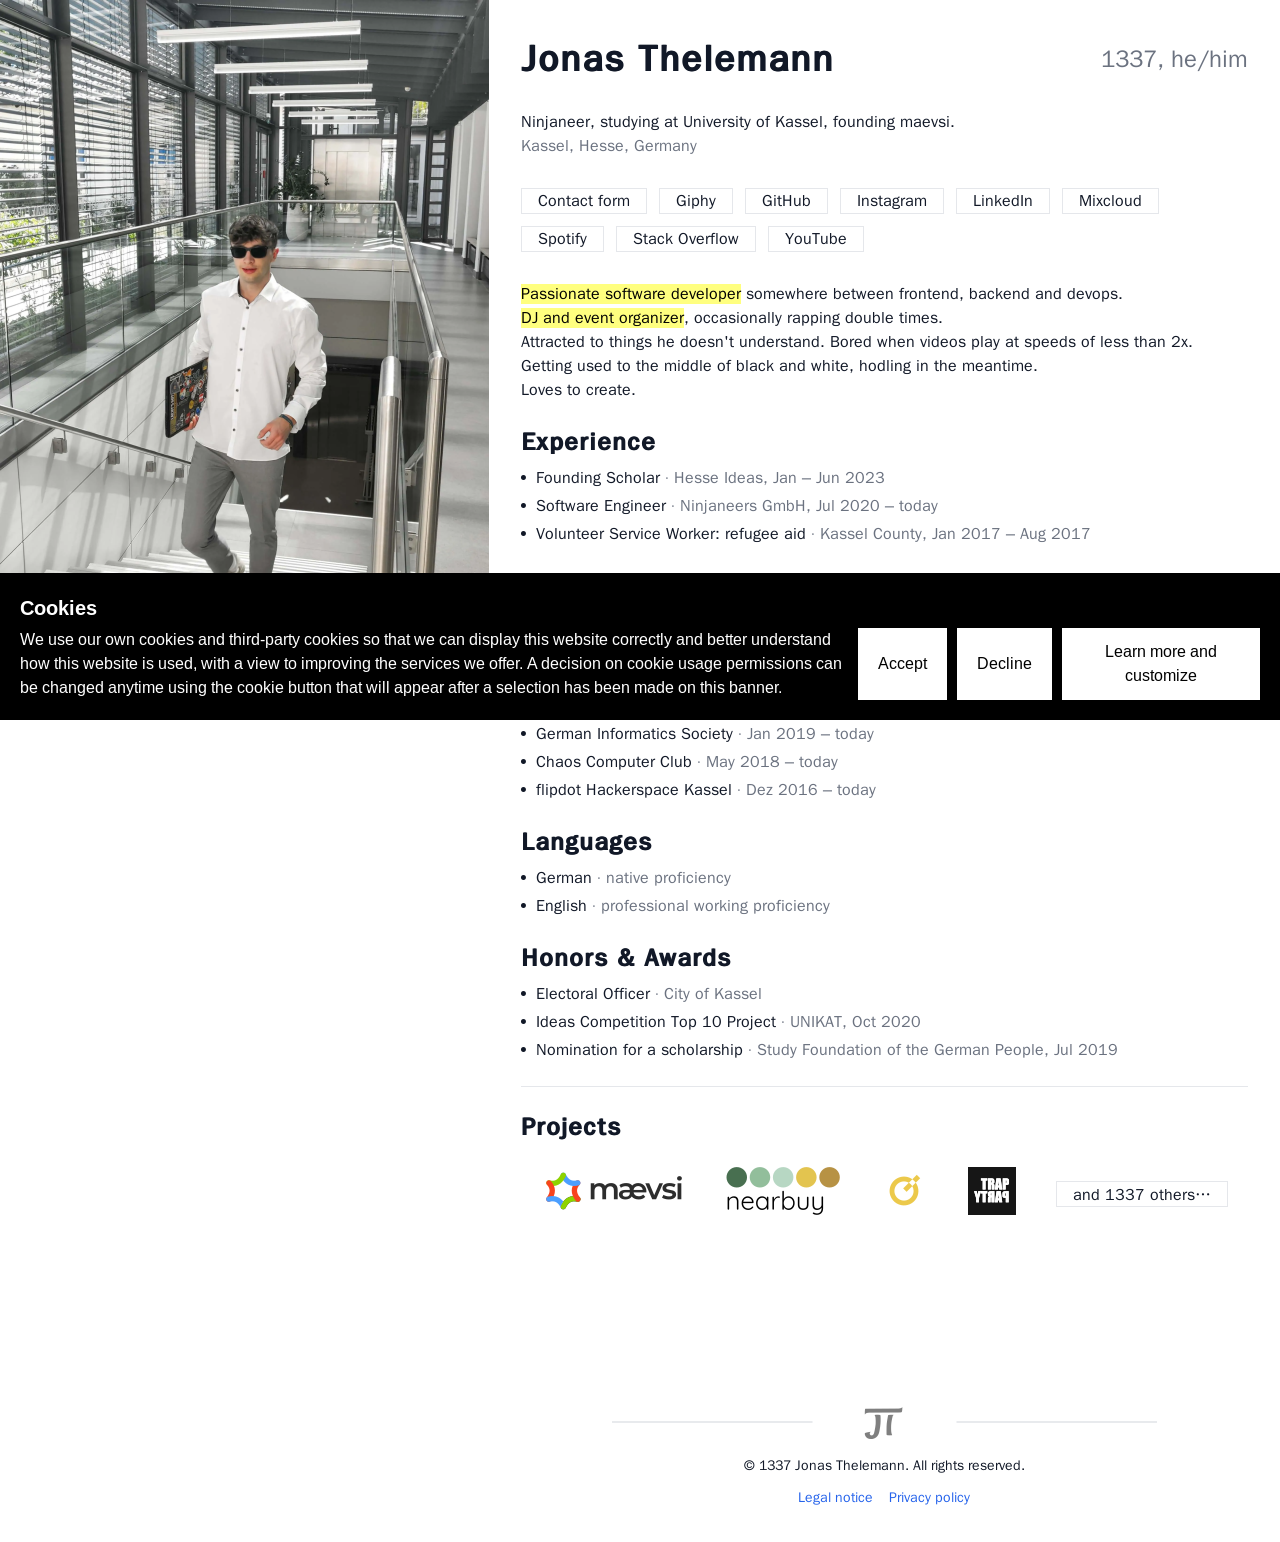 Jonas Thelemann
1337, he/him
Ninjaneer, studying at University of Kassel, founding maevsi.
Kassel, Hesse, Germany
Contact form
Giphy
GitHub
Instagram
LinkedIn
Mixcloud
Spotify
Stack Overflow
YouTube
Passionate software developer somewhere between frontend, backend and devops.
DJ and event organizer, occasionally rapping double times.
Attracted to things he doesn't understand. Bored when videos play at speeds of less than 2x.
Getting used to the middle of black and white, hodling in the meantime.
Loves to create.
Experience
• Founding Scholar · Hesse Ideas, Jan – Jun 2023
• Software Engineer · Ninjaneers GmbH, Jul 2020 – today
• Volunteer Service Worker: refugee aid · Kassel County, Jan 2017 – Aug 2017
Cookies
We use our own cookies and third-party cookies so that we can display this website correctly and better understand
how this website is used, with a view to improving the services we offer. A decision on cookie usage permissions can
be changed anytime using the cookie button that will appear after a selection has been made on this banner.
Accept
Decline
Learn more and
customize
• German Informatics Society · Jan 2019 – today
• Chaos Computer Club · May 2018 – today
• flipdot Hackerspace Kassel · Dez 2016 – today
Languages
• German · native proficiency
• English · professional working proficiency
Honors & Awards
• Electoral Officer · City of Kassel
• Ideas Competition Top 10 Project · UNIKAT, Oct 2020
• Nomination for a scholarship · Study Foundation of the German People, Jul 2019
Projects
mævsi
nearbuy
TRAP
PARTY
and 1337 others…
JT
© 1337 Jonas Thelemann. All rights reserved.
Legal notice
Privacy policy